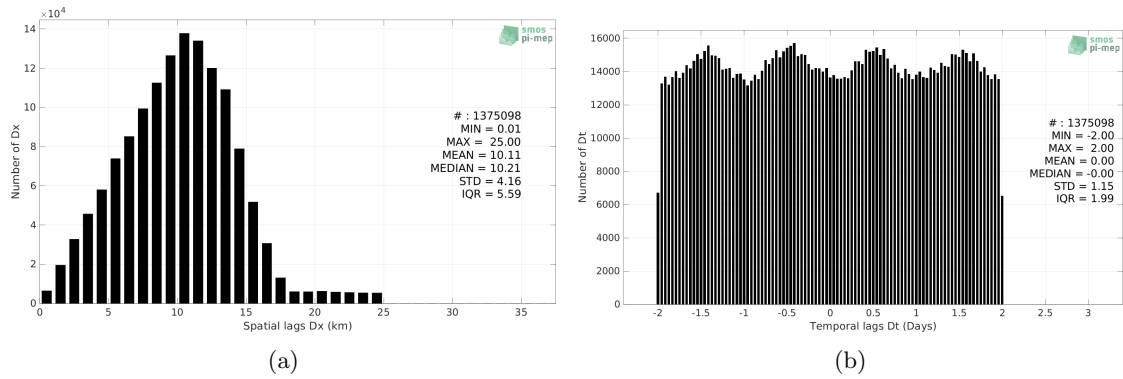 ×10⁴
14
12
10
8
6
4
2
0
Number of Dx
0 5 10 15 20 25 30 35
Spatial lags Dx (km)
smos
pi-mep
# : 1375098
MIN = 0.01
MAX = 25.00
MEAN = 10.11
MEDIAN = 10.21
STD = 4.16
IQR = 5.59
(a)
16000
14000
12000
10000
8000
6000
4000
2000
0
Number of Dt
-2 -1.5 -1 -0.5 0 0.5 1 1.5 2 2.5 3
Temporal lags Dt (Days)
smos
pi-mep
# : 1375098
MIN = -2.00
MAX = 2.00
MEAN = 0.00
MEDIAN = -0.00
STD = 1.15
IQR = 1.99
(b)